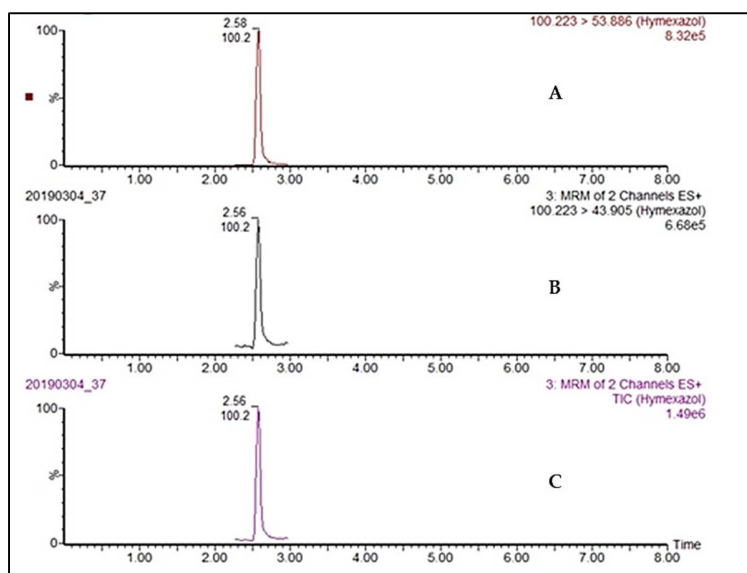 100.223 > 53.886 (Hymexazol)
8.32e5
2.58
100.2
100
%
0
A
1.00 2.00 3.00 4.00 5.00 6.00 7.00 8.00
20190304_37
3: MRM of 2 Channels ES+
100.223 > 43.905 (Hymexazol)
6.68e5
2.56
100.2
100
%
0
B
1.00 2.00 3.00 4.00 5.00 6.00 7.00 8.00
20190304_37
3: MRM of 2 Channels ES+
TIC (Hymexazol)
1.49e6
2.56
100.2
100
%
0
C
Time
1.00 2.00 3.00 4.00 5.00 6.00 7.00 8.00